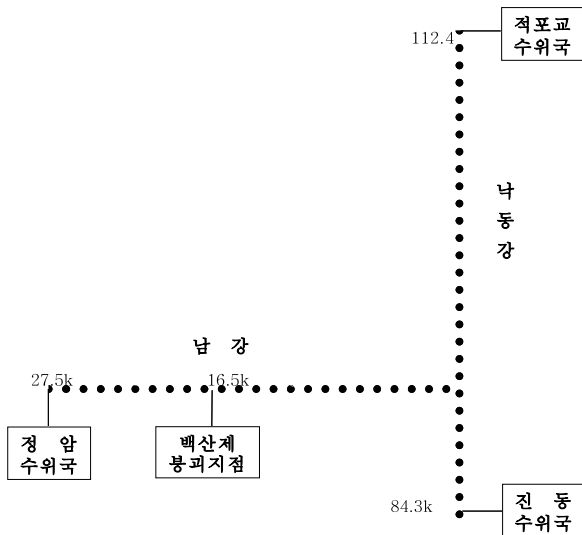 적포교
수위국
112.4
낙
동
강
남 강
27.5k
16.5k
정 암
수위국
백산제
붕괴지점
84.3k
진 동
수위국